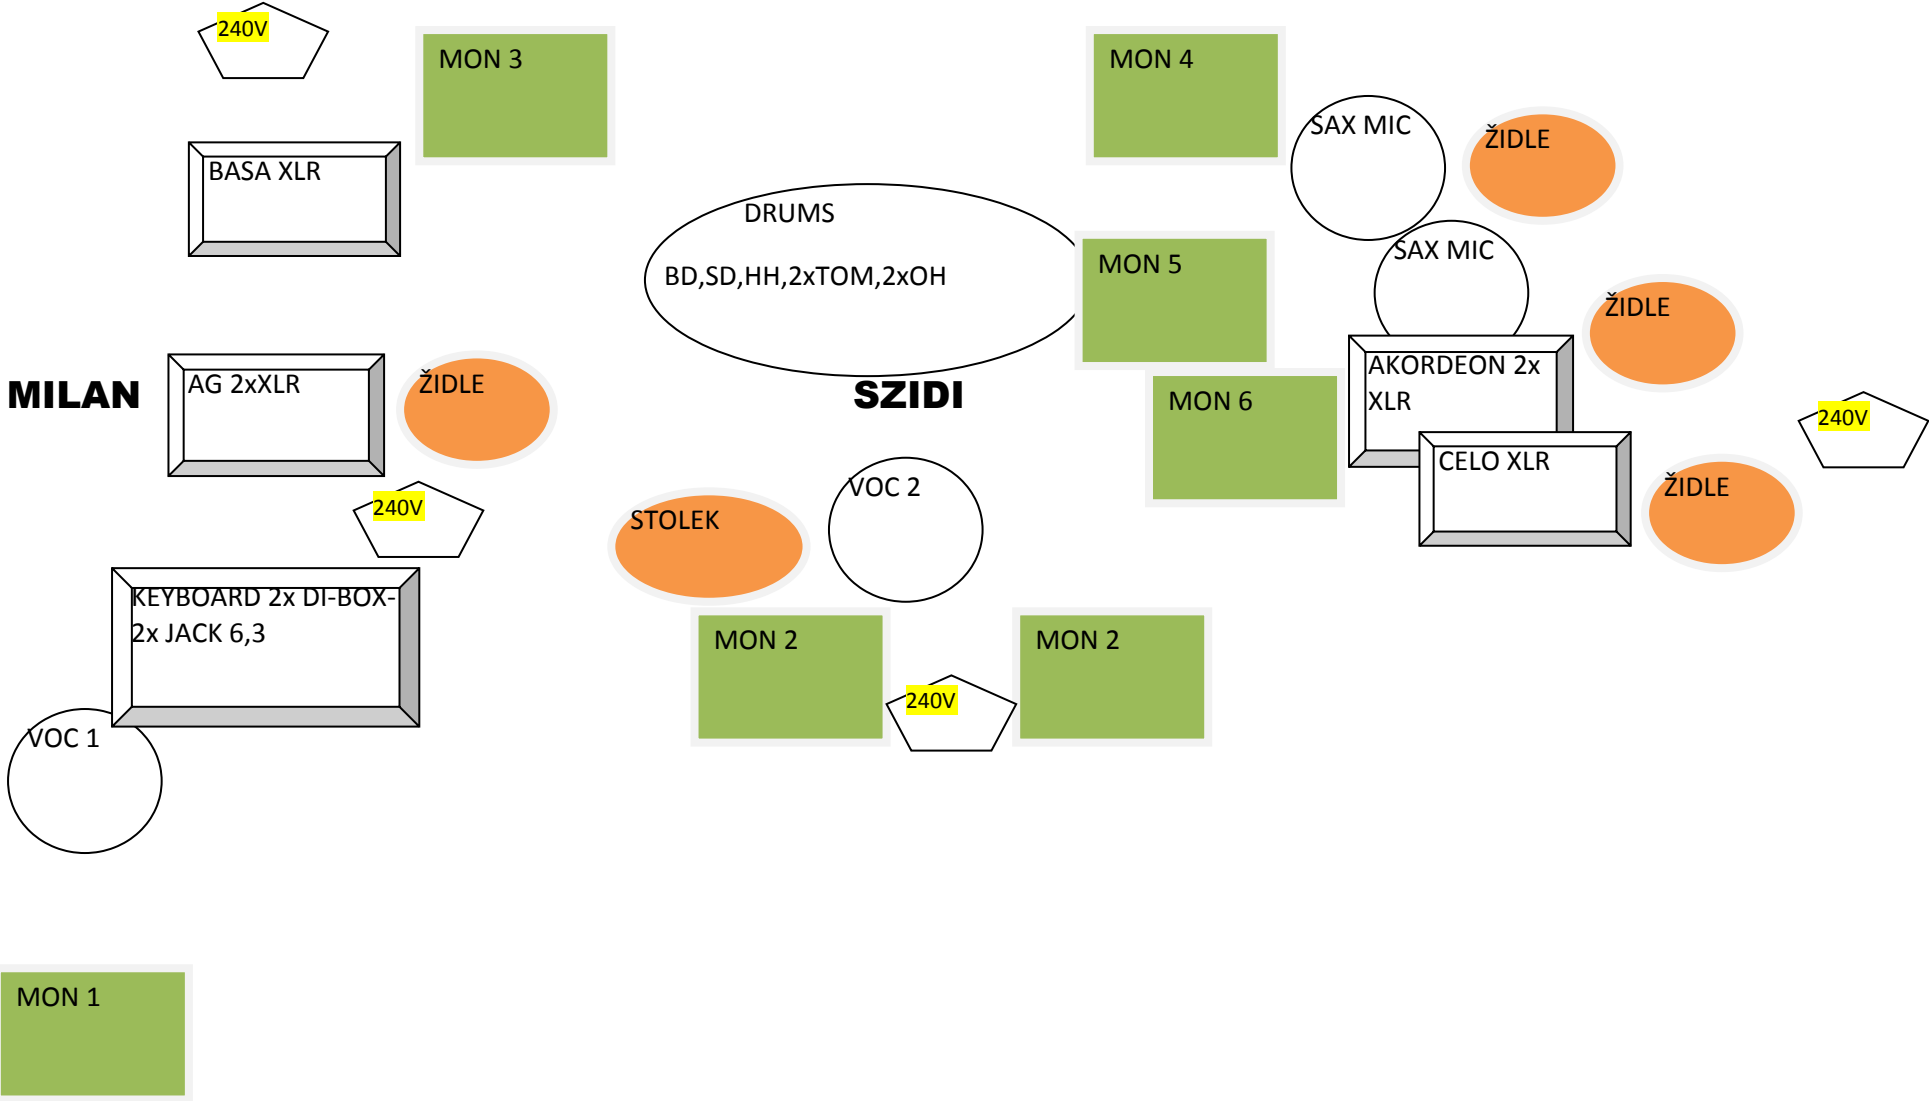 240V
MON 3
MON 4
SAX MIC
ŽIDLE
BASA XLR
DRUMS
BD,SD,HH,2xTOM,2xOH
MON 5
SAX MIC
ŽIDLE
MILAN
AG 2xXLR
ŽIDLE
SZIDI
MON 6
AKORDEON 2x
XLR
240V
CELO XLR
ŽIDLE
240V
STOLEK
VOC 2
KEYBOARD 2x DI-BOX-
2x JACK 6,3
MON 2
240V
MON 2
VOC 1
MON 1